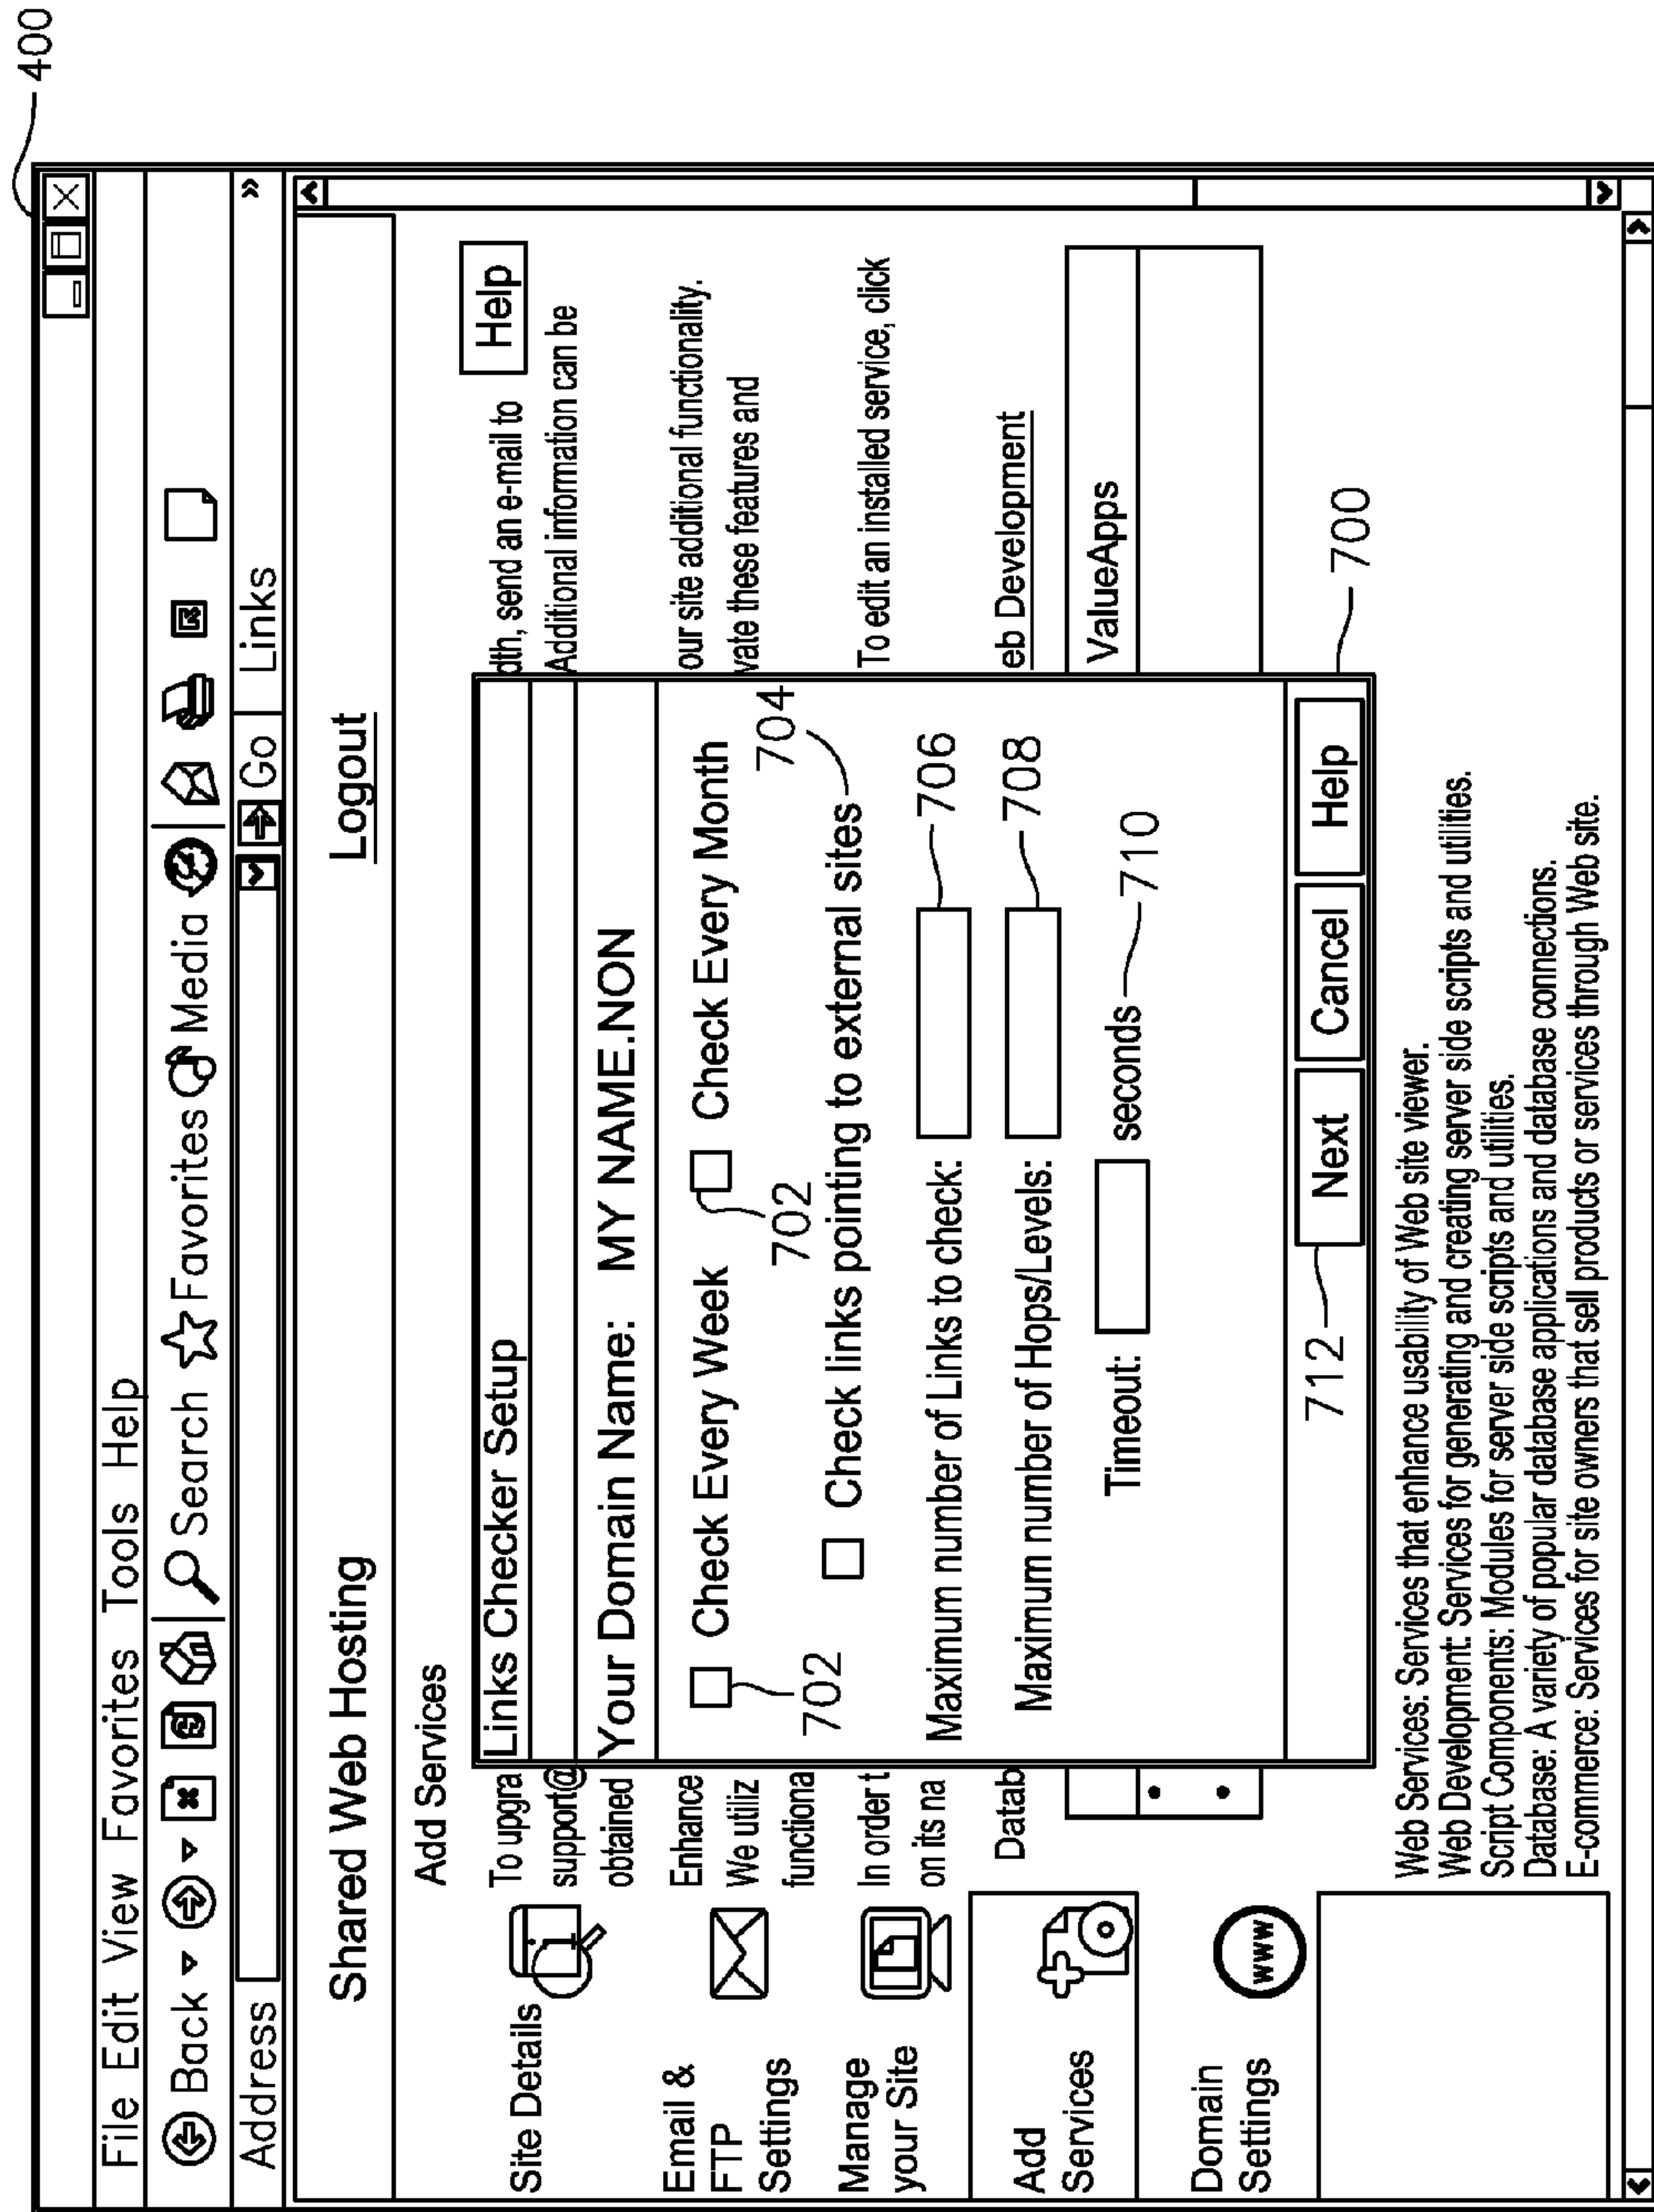 400
File Edit View Favorites Tools Help
Back Search Favorites Media
Address Go Links »
Shared Web Hosting Logout
Add Services
Help
Site Details
Email &
FTP
Settings
Manage
your Site
Add
Services
Domain
Settings
www
To upgra dth, send an e-mail to
support@ Additional information can be
obtained
Enhance our site additional functionality.
We utiliz vate these features and
functiona
In order t To edit an installed service, click
on its na
Datab eb Development
ValueApps
Links Checker Setup
Your Domain Name: MY NAME.NON
Check Every Week Check Every Month
702 702 704
Check links pointing to external sites
Maximum number of Links to check: 706
Maximum number of Hops/Levels: 708
Timeout: seconds 710
712 Next Cancel Help 700
Web Services: Services that enhance usability of Web site viewer.
Web Development: Services for generating and creating server side scripts and utilities.
Script Components: Modules for server side scripts and utilities.
Database: A variety of popular database applications and database connections.
E-commerce: Services for site owners that sell products or services through Web site.